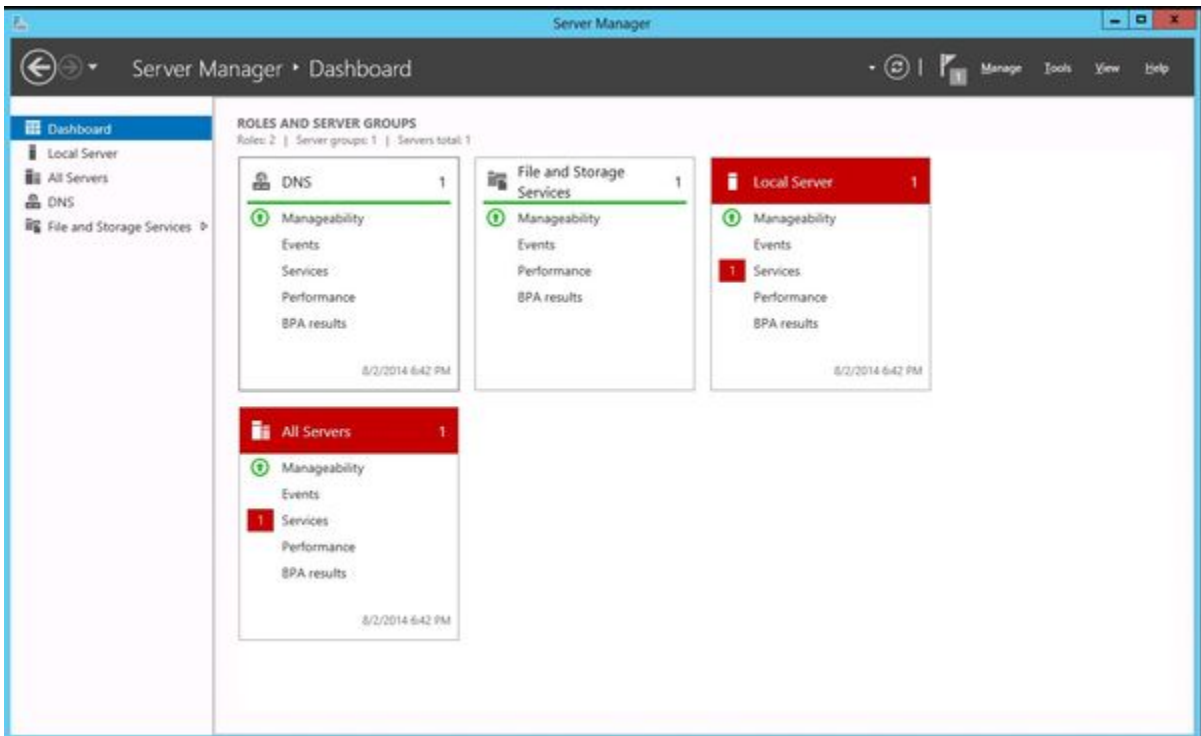 Server Manager
Server Manager ‣ Dashboard
1
Manage Tools View Help
Dashboard
Local Server
All Servers
DNS
File and Storage Services
ROLES AND SERVER GROUPS
Roles: 2 | Server groups: 1 | Servers total: 1
DNS 1
Manageability
Events
Services
Performance
BPA results
8/2/2014 6:42 PM
File and Storage
Services 1
Manageability
Events
Performance
BPA results
Local Server 1
Manageability
Events
1 Services
Performance
BPA results
8/2/2014 6:42 PM
All Servers 1
Manageability
Events
1 Services
Performance
BPA results
8/2/2014 6:42 PM